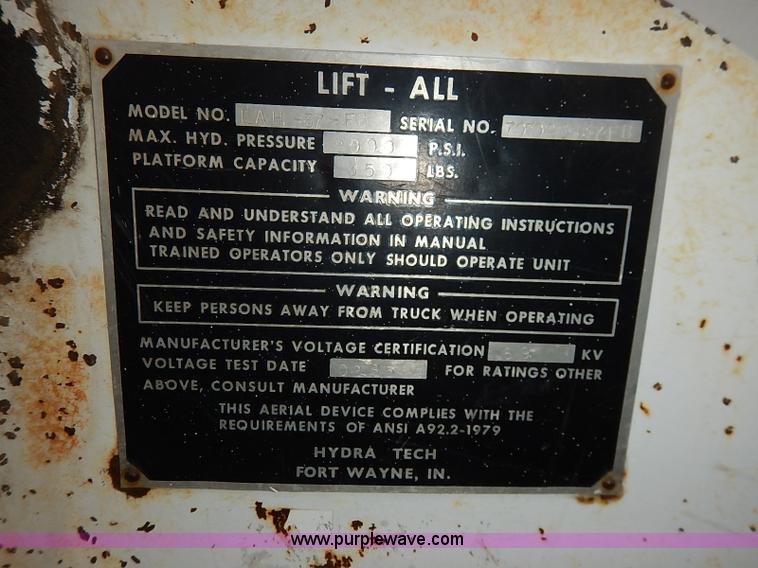 LIFT - ALL
MODEL NO. SERIAL NO.
MAX. HYD. PRESSURE P.S.I.
PLATFORM CAPACITY 350 LBS.
WARNING
READ AND UNDERSTAND ALL OPERATING INSTRUCTIONS
AND SAFETY INFORMATION IN MANUAL
TRAINED OPERATORS ONLY SHOULD OPERATE UNIT
WARNING
KEEP PERSONS AWAY FROM TRUCK WHEN OPERATING
MANUFACTURER'S VOLTAGE CERTIFICATION KV
VOLTAGE TEST DATE FOR RATINGS OTHER
ABOVE, CONSULT MANUFACTURER
THIS AERIAL DEVICE COMPLIES WITH THE
REQUIREMENTS OF ANSI A92.2-1979
HYDRA TECH
FORT WAYNE, IN.
www.purplewave.com